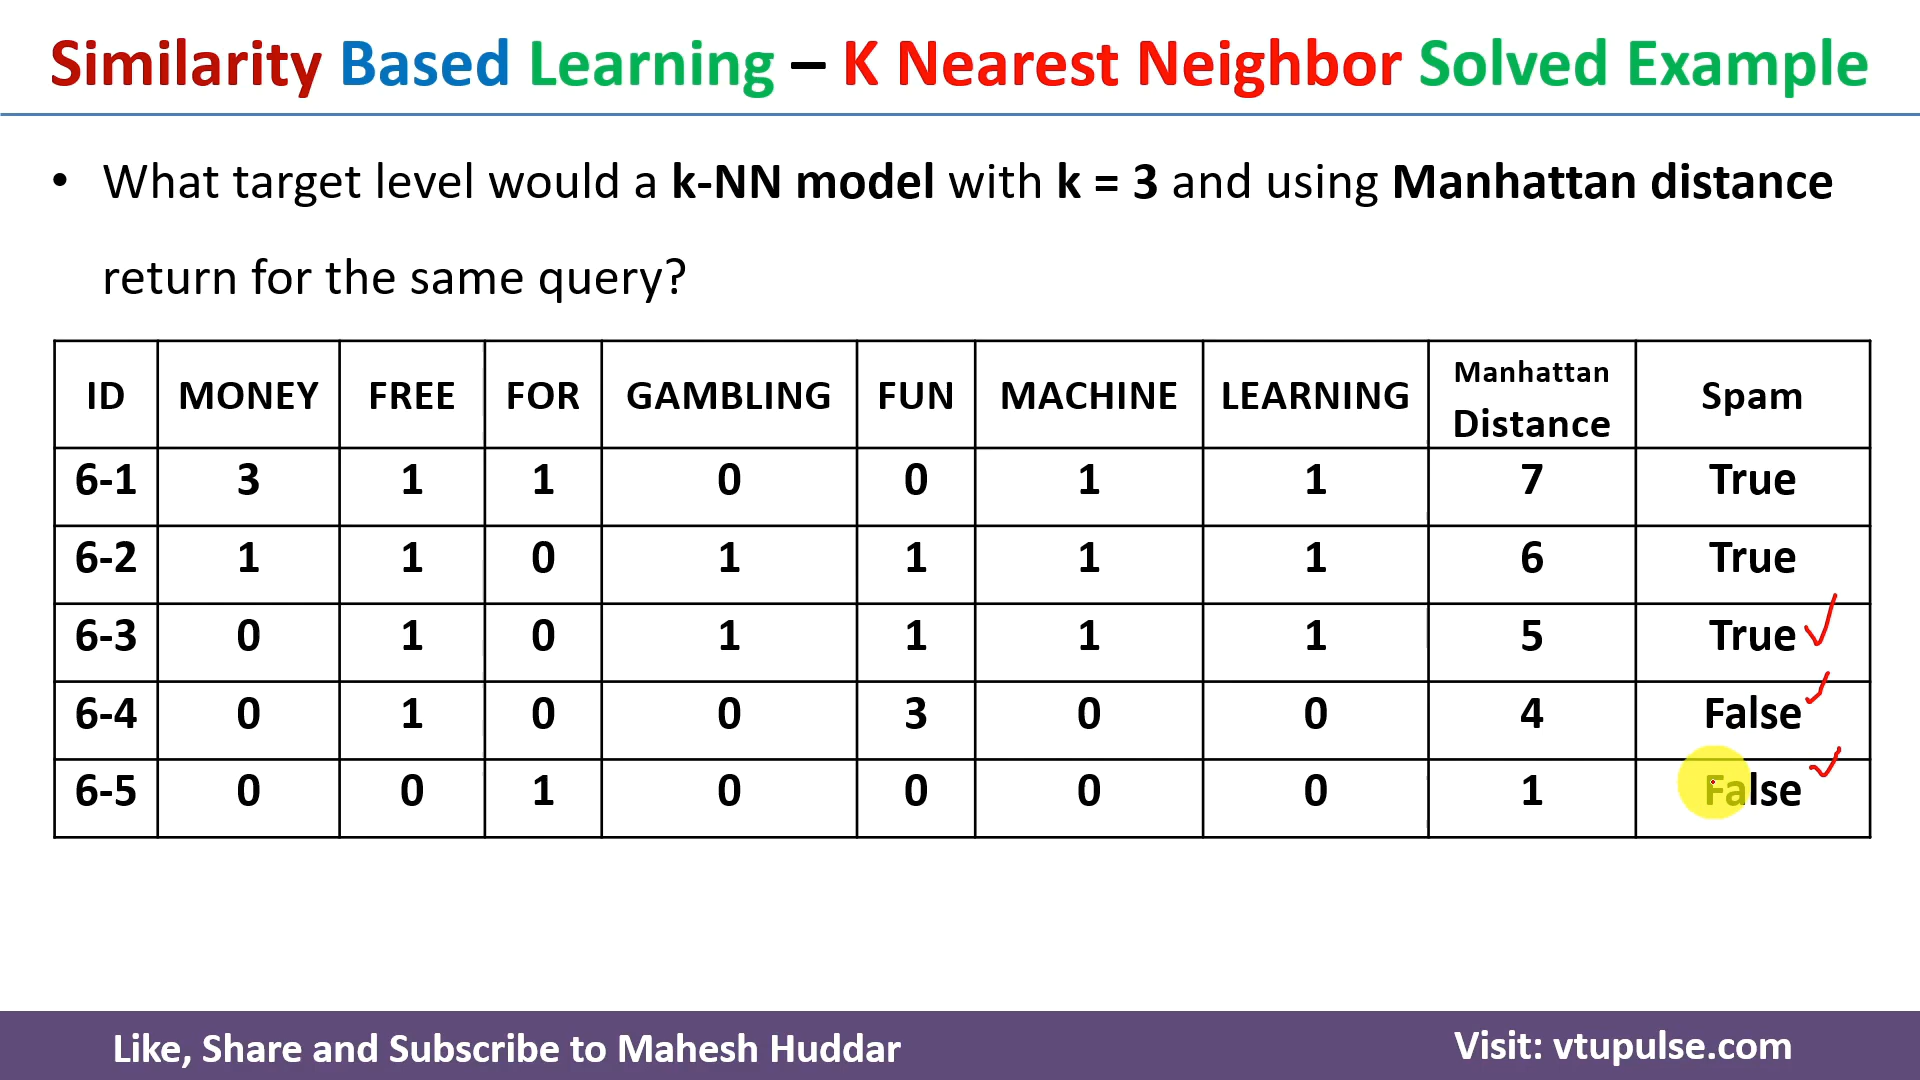 Similarity Based Learning – K Nearest Neighbor Solved Example
• What target level would a k-NN model with k = 3 and using Manhattan distance
return for the same query?
ID MONEY FREE FOR GAMBLING FUN MACHINE LEARNING Manhattan Distance Spam
6-1 3 1 1 0 0 1 1 7 True
6-2 1 1 0 1 1 1 1 6 True
6-3 0 1 0 1 1 1 1 5 True
6-4 0 1 0 0 3 0 0 4 False
6-5 0 0 1 0 0 0 0 1 False
Like, Share and Subscribe to Mahesh Huddar
Visit: vtupulse.com